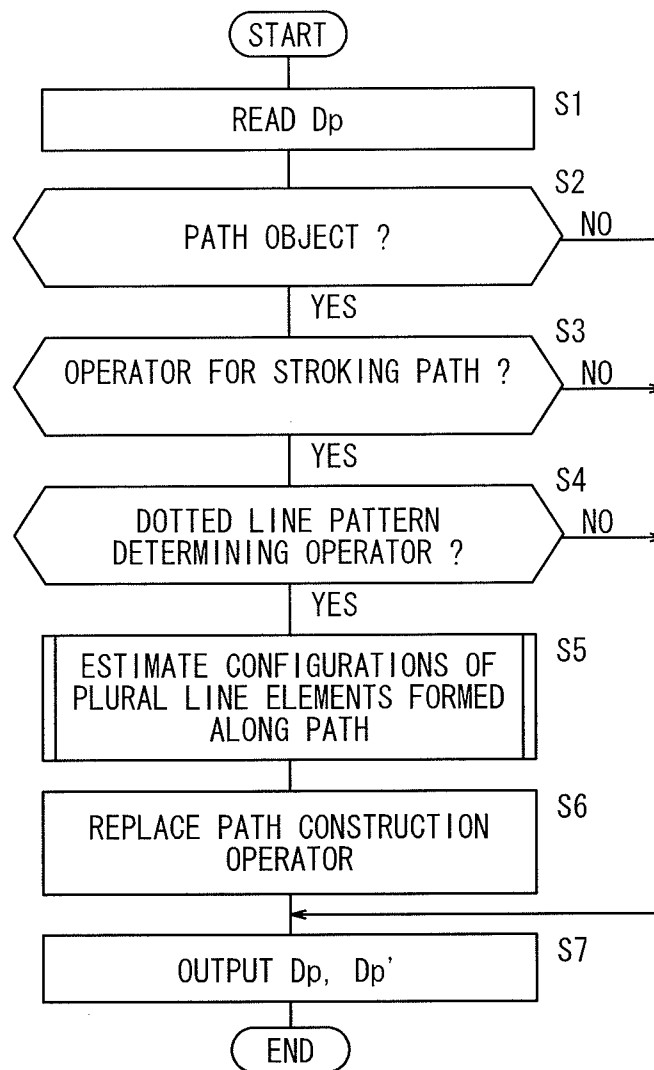 START
READ Dp
S1
PATH OBJECT ?
S2
NO
YES
OPERATOR FOR STROKING PATH ?
S3
NO
YES
DOTTED LINE PATTERN
DETERMINING OPERATOR ?
S4
NO
YES
ESTIMATE CONFIGURATIONS OF
PLURAL LINE ELEMENTS FORMED
ALONG PATH
S5
REPLACE PATH CONSTRUCTION
OPERATOR
S6
OUTPUT Dp, Dp'
S7
END